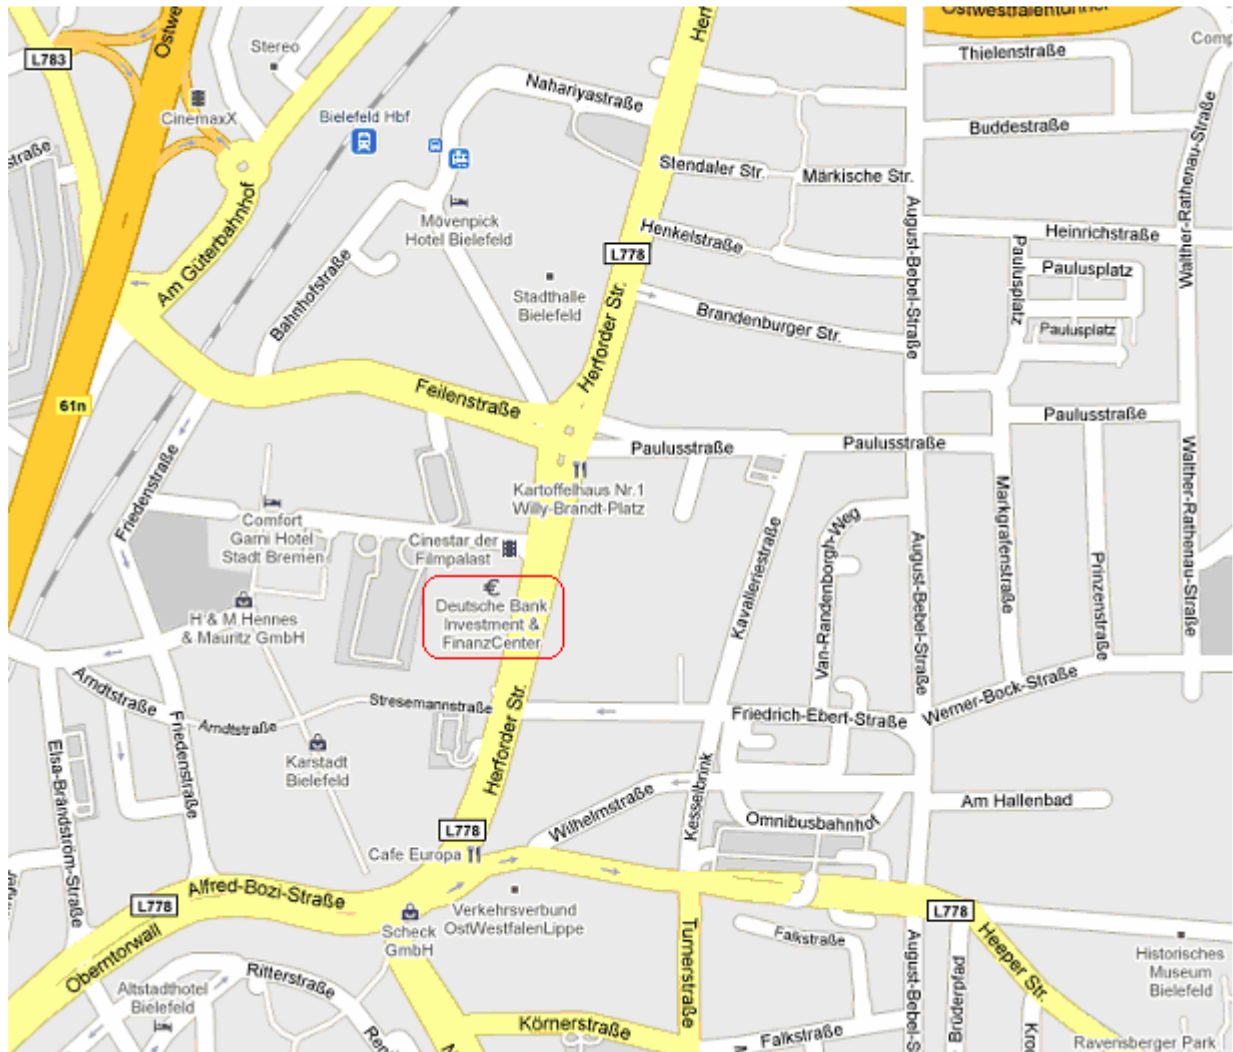 Ostwestfalentunnel
Thielenstraße
Stereo
L783
CinemaxX
Bielefeld Hbf
Nahariyastraße
Buddestraße
Stendaler Str.
Märkische Str.
Walther-Rathenau-Straße
August-Bebel-Straße
Am Güterbahnhof
Mövenpick
Hotel Bielefeld
Henkelstraße
Heinrichstraße
L778
Paulusplatz
Paulusplatz
Paulusplatz
Bahnhofstraße
Stadthalle
Bielefeld
Herforder Str.
Brandenburger Str.
61n
Feilenstraße
Paulusstraße
Paulusstraße
Paulusstraße
Friedenstraße
Kartoffelhaus Nr.1
Willy-Brandt-Platz
Comfort
Garni Hotel
Stadt Bremen
Cinestar der
Filmpalast
Kavalleriestraße
Van-Randenborgh-Weg
August-Bebel-Straße
Markgrafenstraße
Prinzenstraße
Walther-Rathenau-Straße
€
Deutsche Bank
Investment &
FinanzCenter
H & M Hennes
& Mauritz GmbH
Arndtstraße
Arndtstraße
Stresemannstraße
Friedrich-Ebert-Straße
Werner-Bock-Straße
Friedenstraße
Elsa-Brändström-Straße
Karstadt
Bielefeld
Herforder Str.
Kesselbrink
Wilhelmstraße
Am Hallenbad
Omnibusbahnhof
L778
Cafe Europa
Alfred-Bozi-Straße
L778
Verkehrsverbund
OstWestfalenLippe
Scheck
GmbH
L778
Oberntorwall
Turnerstraße
Falkstraße
Heeper Str.
Historisches
Museum
Bielefeld
Ritterstraße
Altstadthotel
Bielefeld
Brüderpfad
Körnerstraße
Falkstraße
Ravensberger Park